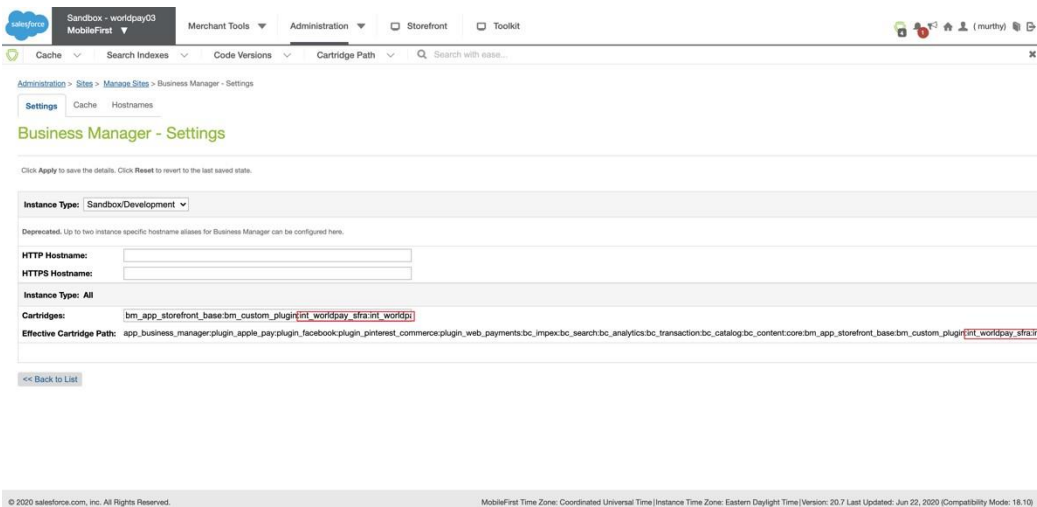 salesforce
Sandbox - worldpay03
MobileFirst
Merchant Tools
Administration
Storefront
Toolkit
4
1
( murthy)
Cache
Search Indexes
Code Versions
Cartridge Path
Search with ease...
Administration > Sites > Manage Sites > Business Manager - Settings
Settings
Cache
Hostnames
Business Manager - Settings
Click Apply to save the details. Click Reset to revert to the last saved state.
Instance Type: Sandbox/Development
Deprecated. Up to two instance specific hostname aliases for Business Manager can be configured here.
HTTP Hostname:
HTTPS Hostname:
Instance Type: All
Cartridges: bm_app_storefront_base:bm_custom_plugin:int_worldpay_sfra:int_worldpa
Effective Cartridge Path: app_business_manager:plugin_apple_pay:plugin_facebook:plugin_pinterest_commerce:plugin_web_payments:bc_impex:bc_search:bc_analytics:bc_transaction:bc_catalog:bc_content:core:bm_app_storefront_base:bm_custom_plugin:int_worldpay_sfra:in
<< Back to List
© 2020 salesforce.com, inc. All Rights Reserved.
MobileFirst Time Zone: Coordinated Universal Time|Instance Time Zone: Eastern Daylight Time|Version: 20.7 Last Updated: Jun 22, 2020 (Compatibility Mode: 18.10)